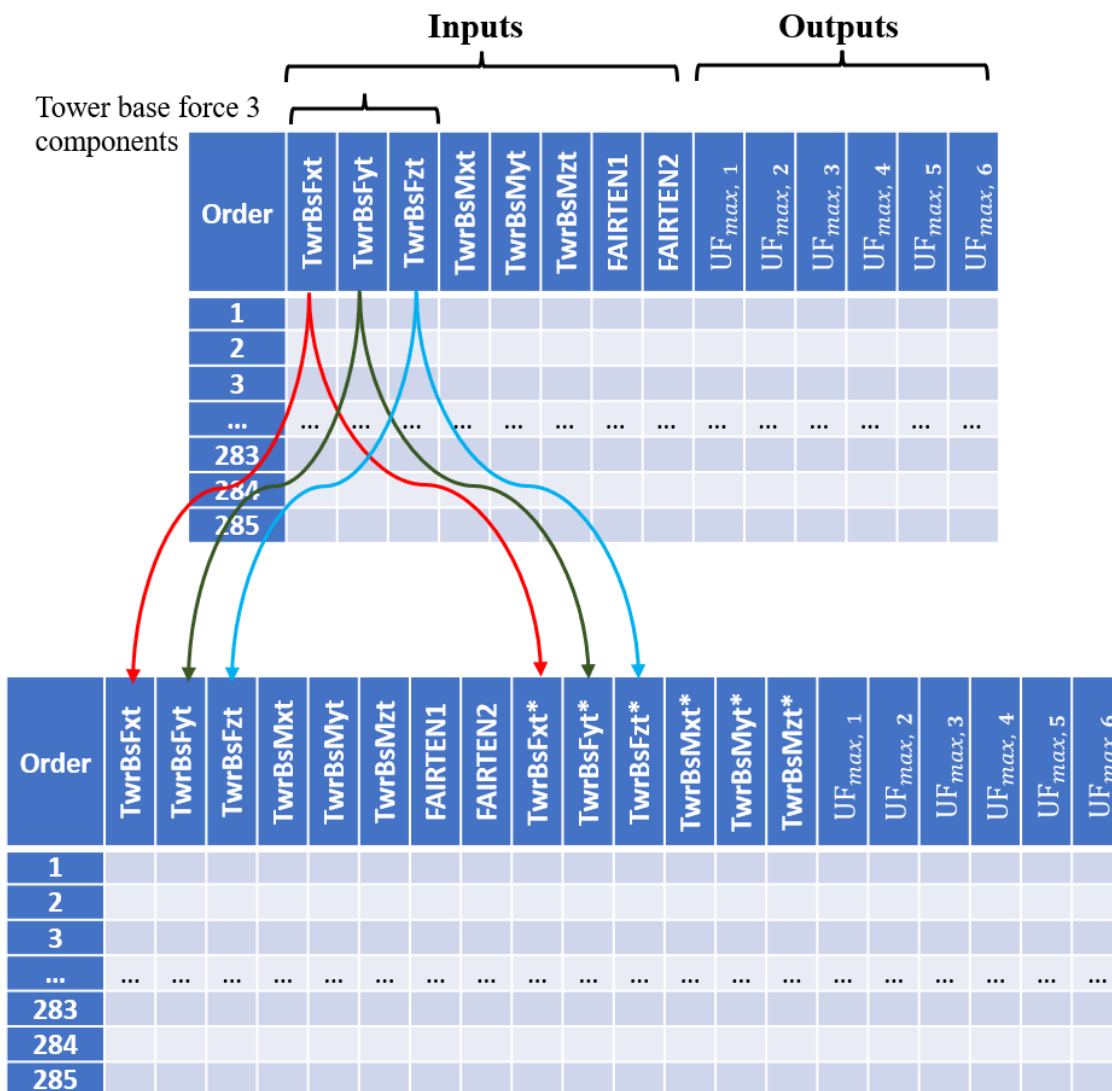 Inputs Outputs
Tower base force 3
components
Order TwrBsFxt TwrBsFyt TwrBsFzt TwrBsMxt TwrBsMyt TwrBsMzt FAIRTEN1 FAIRTEN2 UFmax, 1 UFmax, 2 UFmax, 3 UFmax, 4 UFmax, 5 UFmax, 6
1
2
3
... ... ... ... ... ... ... ... ... ... ... ... ... ... ...
283
284
285
Order TwrBsFxt TwrBsFyt TwrBsFzt TwrBsMxt TwrBsMyt TwrBsMzt FAIRTEN1 FAIRTEN2 TwrBsFxt* TwrBsFyt* TwrBsFzt* TwrBsMxt* TwrBsMyt* TwrBsMzt* UFmax, 1 UFmax, 2 UFmax, 3 UFmax, 4 UFmax, 5 UFmax, 6
1
2
3
... ... ... ... ... ... ... ... ... ... ... ... ... ... ... ... ... ... ... ... ...
283
284
285